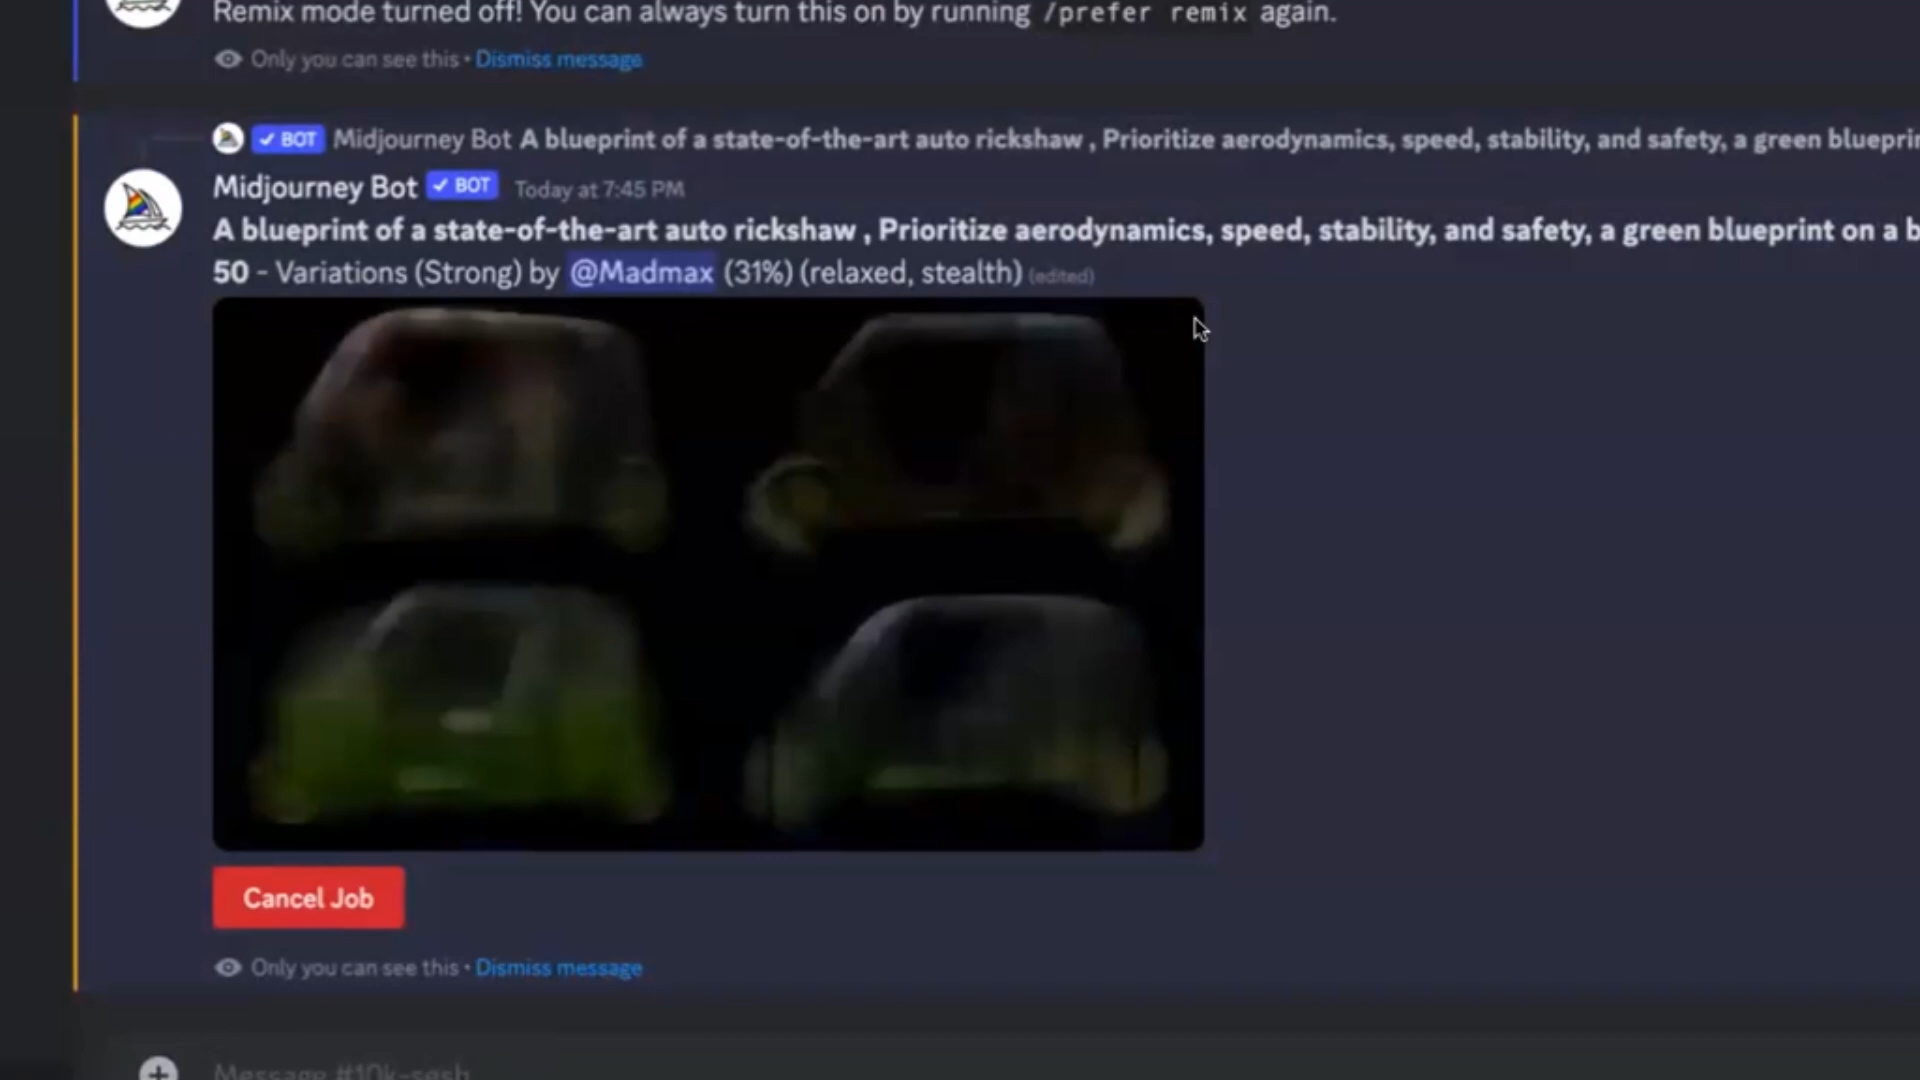 Remix mode turned off! You can always turn this on by running /prefer remix again.
Only you can see this • Dismiss message
✓ BOT Midjourney Bot A blueprint of a state-of-the-art auto rickshaw , Prioritize aerodynamics, speed, stability, and safety, a green blueprin
Midjourney Bot ✓ BOT Today at 7:45 PM
A blueprint of a state-of-the-art auto rickshaw , Prioritize aerodynamics, speed, stability, and safety, a green blueprint on a b
50 - Variations (Strong) by @Madmax (31%) (relaxed, stealth) (edited)
Cancel Job
Only you can see this • Dismiss message
Message #10k-sqsh